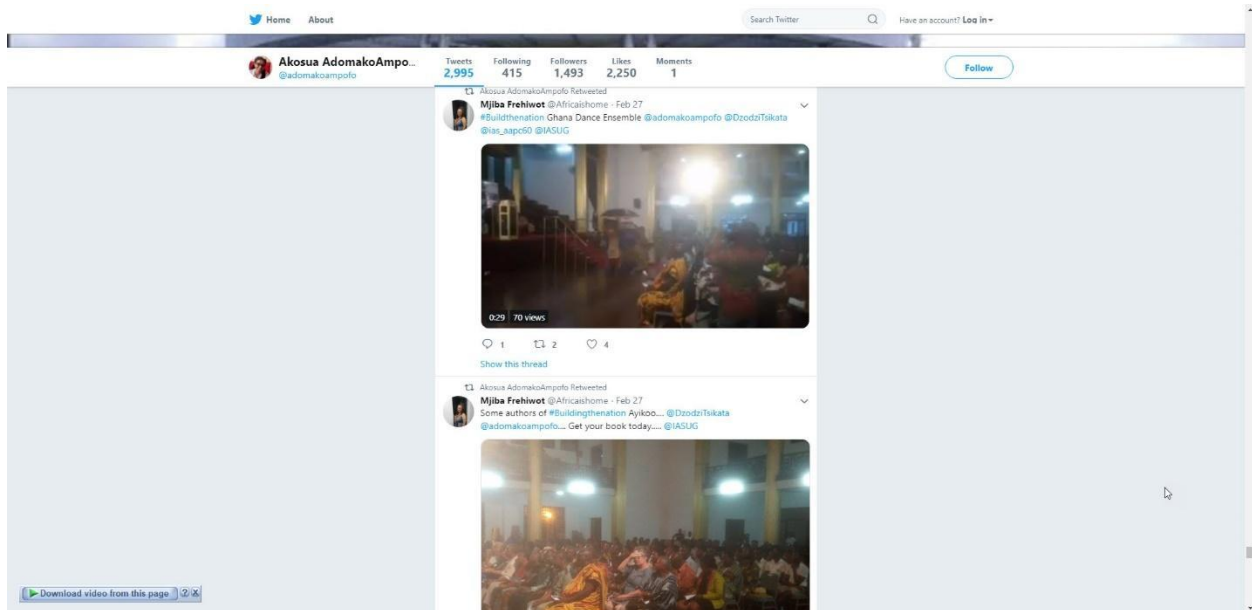 Home About Search Twitter Have an account? Log in
Akosua AdomakoAmpo...
@adomakoampofo
Tweets Following Followers Likes Moments
2,995 415 1,493 2,250 1
Follow
Akosua AdomakoAmpofo Retweeted
Mjiba Frehiwot @Africaishome · Feb 27
#Buildthenation Ghana Dance Ensemble @adomakoampofo @DzodziTsikata
@ias_aapc60 @IASUG
0:29 70 views
1 2 4
Show this thread
Akosua AdomakoAmpofo Retweeted
Mjiba Frehiwot @Africaishome · Feb 27
Some authors of #Buildingthenation Ayikoo.... @DzodziTsikata
@adomakoampofo.... Get your book today..... @IASUG
Download video from this page ? X